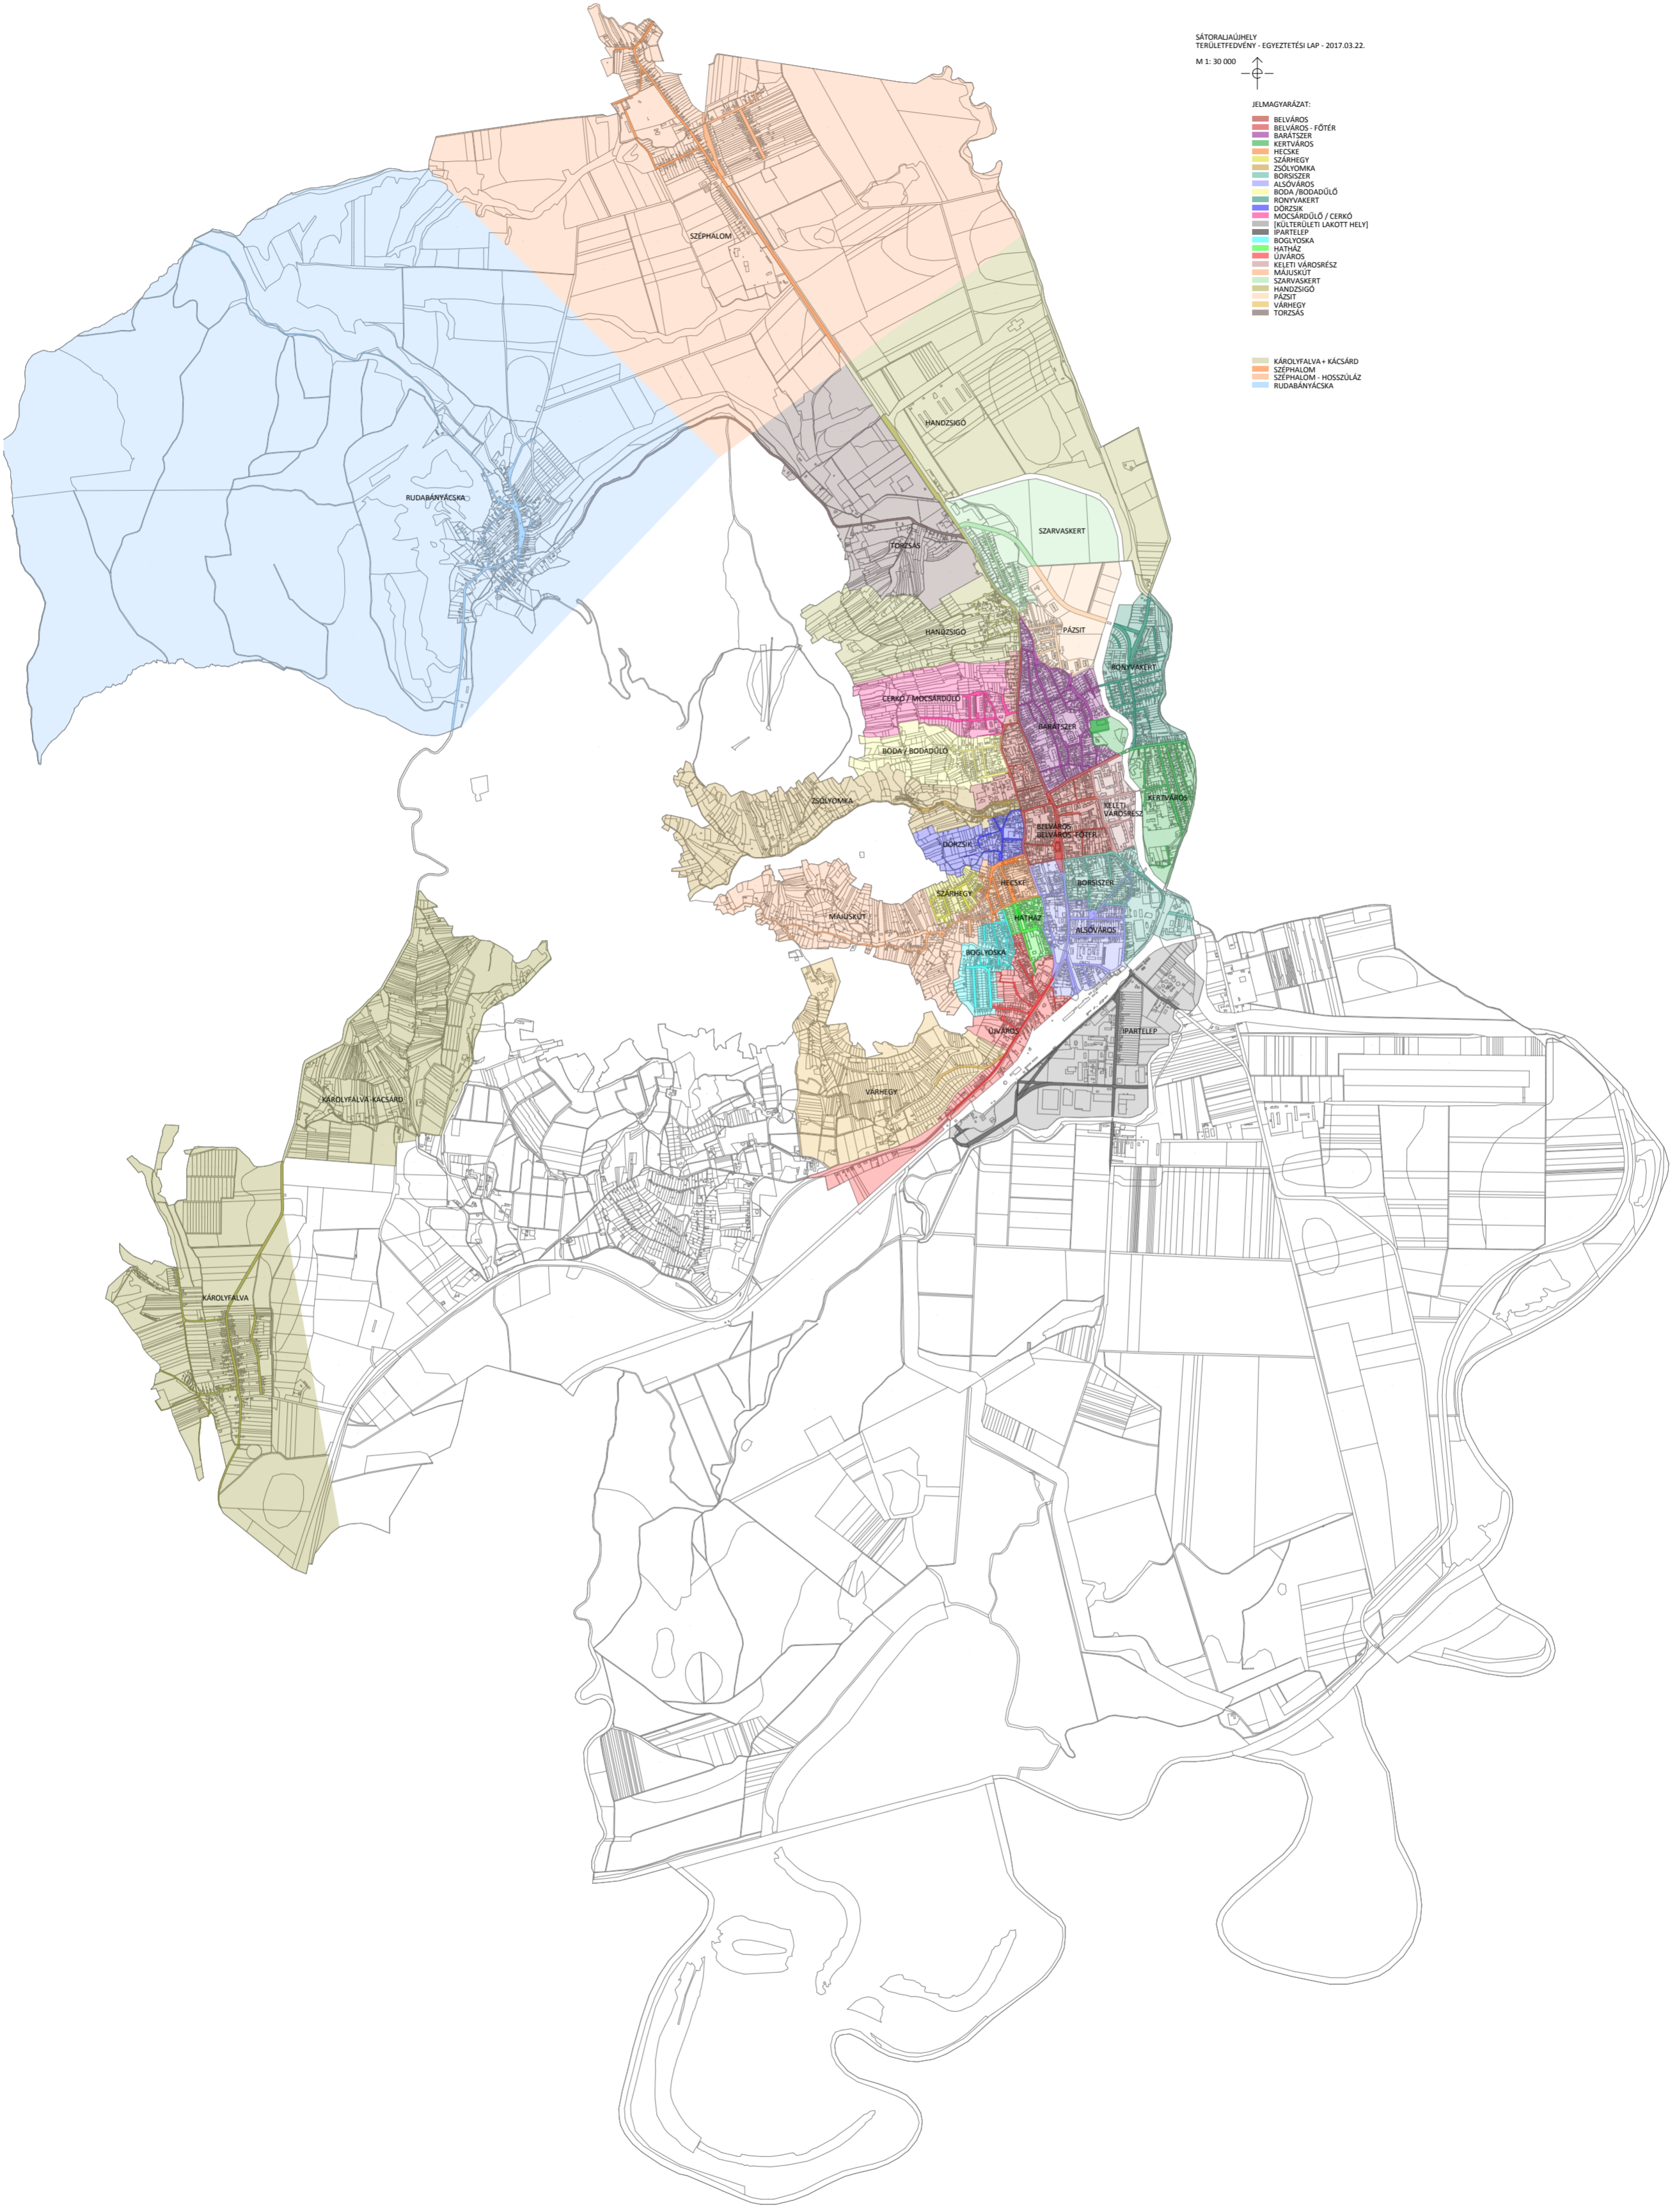 SÁTORALJAÚJHELY
TERÜLETFEDVÉNY - EGYEZTETÉSI LAP - 2017.03.22.
M 1: 30 000
JELMAGYARÁZAT:
BELVÁROS
BELVÁROS - FŐTÉR
BARÁTSZER
KERTVÁROS
HECSKE
SZÁRHEGY
ZSÓLYOMKA
BORSISZER
ALSÓVÁROS
BODA /BODADŰLŐ
RONYVAKERT
DÖRZSIK
MOCSÁRDŰLŐ / CERKÓ
[KÜLTERÜLETI LAKOTT HELY]
IPARTELEP
BOGLYOSKA
HATHÁZ
ÚJVÁROS
KELETI VÁROSRÉSZ
MÁJUSKÚT
SZARVASKERT
HANDZSIGÓ
PÁZSIT
VÁRHEGY
TORZSÁS
KÁROLYFALVA + KÁCSÁRD
SZÉPHALOM
SZÉPHALOM - HOSSZÚLÁZ
RUDABÁNYÁCSKA
SZÉPHALOM
HANDZSIGÓ
RUDABÁNYÁCSKA
SZARVASKERT
TORZSÁS
HANDZSIGÓ
PÁZSIT
RONYVAKERT
CERKÓ / MOCSÁRDŰLŐ
BARÁTSZER
BODA / BODADŰLŐ
ZSÓLYOMKA
KERTVÁROS
KELETI
VÁROSRÉSZ
BELVÁROS
BELVÁROS-FŐTÉR
DÖRZSIK
HECSKE
BORSISZER
SZÁRHEGY
MÁJUSKÚT
HATHÁZ
ALSÓVÁROS
BOGLYOSKA
ÚJVÁROS
IPARTELEP
VÁRHEGY
KÁROLYFALVA-KÁCSÁRD
KÁROLYFALVA